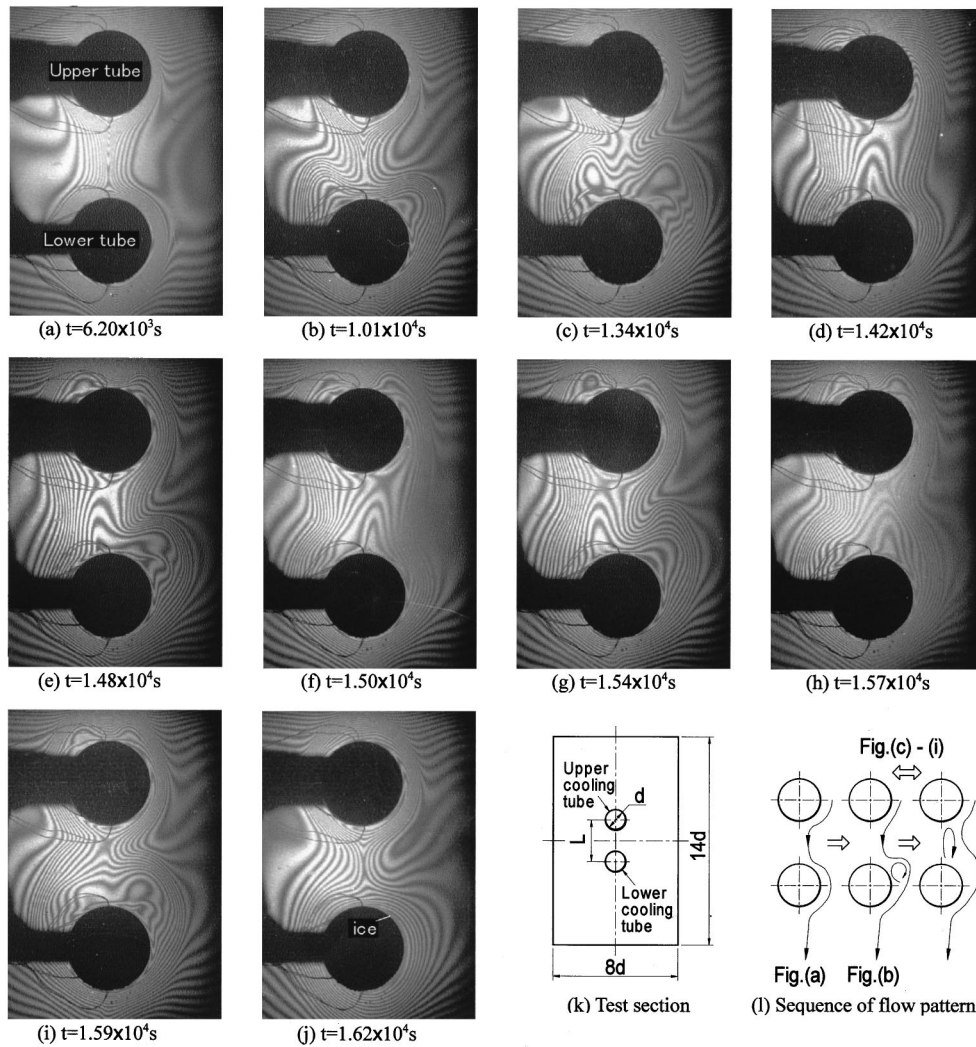 Upper tube
Lower tube
(a) t=6.20x10³s
(b) t=1.01x10⁴s
(c) t=1.34x10⁴s
(d) t=1.42x10⁴s
(e) t=1.48x10⁴s
(f) t=1.50x10⁴s
(g) t=1.54x10⁴s
(h) t=1.57x10⁴s
ice
(i) t=1.59x10⁴s
(j) t=1.62x10⁴s
Upper
cooling
tube
d
L
14d
Lower
cooling
tube
8d
(k) Test section
Fig.(c) - (i)
Fig.(a)
Fig.(b)
(l) Sequence of flow pattern